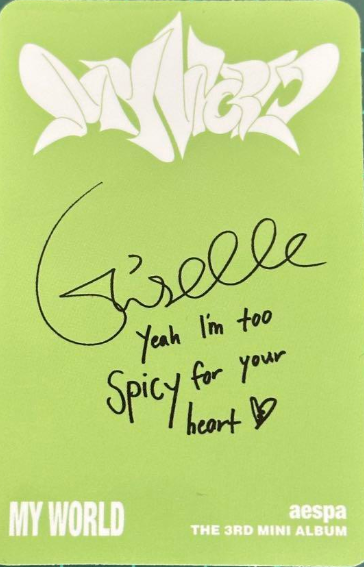 MY WORLD
Giselle
Yeah I'm too
Spicy for your
heart ♡
MY WORLD
aespa
THE 3RD MINI ALBUM